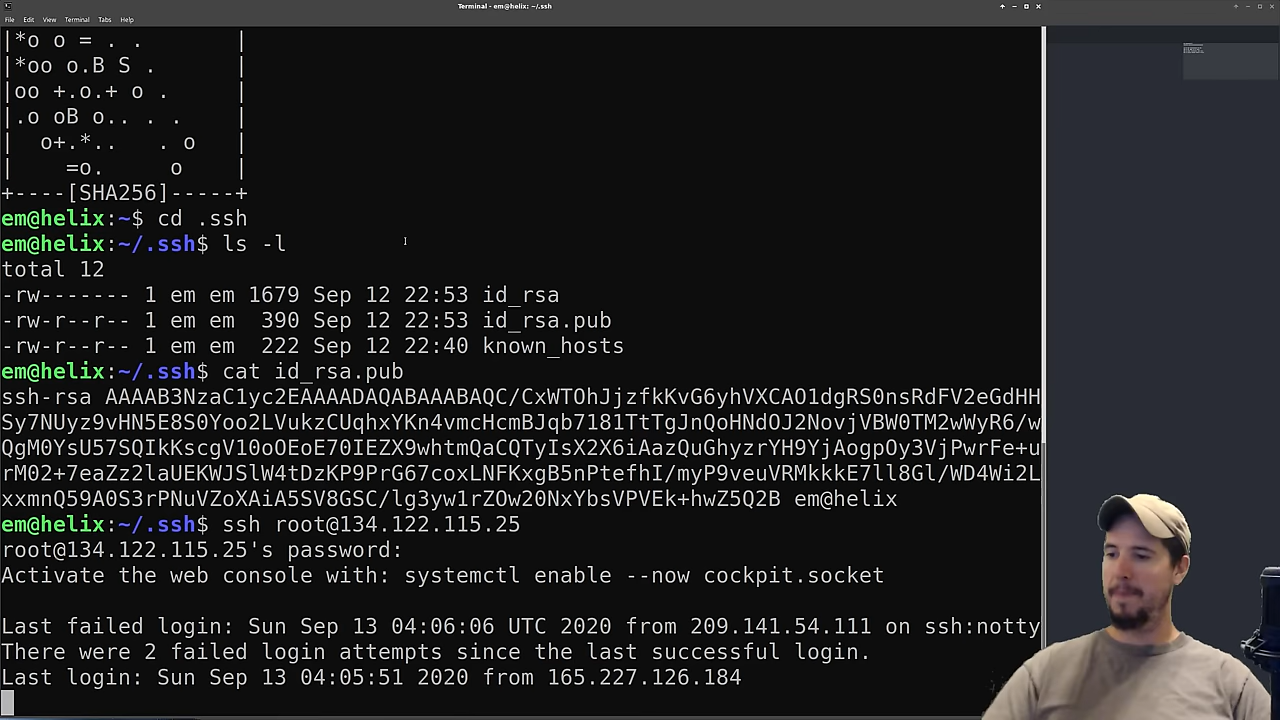 Terminal - em@helix: ~/.ssh
File Edit View Terminal Tabs Help
|*o o = . . |
|*oo o.B S . |
|oo +.o.+ o . |
|.o oB o.. . . |
| o+.*.. . o |
| =o. o |
+----[SHA256]-----+
em@helix:~$ cd .ssh
em@helix:~/.ssh$ ls -l
total 12
-rw------- 1 em em 1679 Sep 12 22:53 id_rsa
-rw-r--r-- 1 em em 390 Sep 12 22:53 id_rsa.pub
-rw-r--r-- 1 em em 222 Sep 12 22:40 known_hosts
em@helix:~/.ssh$ cat id_rsa.pub
ssh-rsa AAAAB3NzaC1yc2EAAAADAQABAAABAQC/CxWTOhJjzfkKvG6yhVXCAO1dgRS0nsRdFV2eGdHH
Sy7NUyz9vHN5E8S0Yoo2LVukzCUqhxYKn4vmcHcmBJqb7181TtTgJnQoHNdOJ2NovjVBW0TM2wWyR6/w
QgM0YsU57SQIkKscgV10oOEoE70IEZX9whtmQaCQTyIsX2X6iAazQuGhyzrYH9YjAogpOy3VjPwrFe+u
rM02+7eaZz2laUEKWJSlW4tDzKP9PrG67coxLNFKxgB5nPtefhI/myP9veuVRMkkkE7ll8Gl/WD4Wi2L
xxmnQ59A0S3rPNuVZoXAiA5SV8GSC/lg3yw1rZOw20NxYbsVPVEk+hwZ5Q2B em@helix
em@helix:~/.ssh$ ssh root@134.122.115.25
root@134.122.115.25's password:
Activate the web console with: systemctl enable --now cockpit.socket
Last failed login: Sun Sep 13 04:06:06 UTC 2020 from 209.141.54.111 on ssh:notty
There were 2 failed login attempts since the last successful login.
Last login: Sun Sep 13 04:05:51 2020 from 165.227.126.184